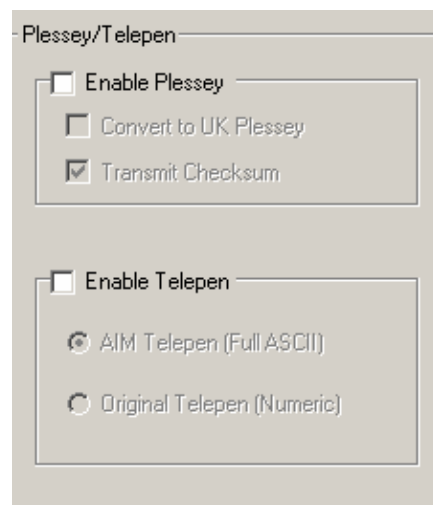 Plessey/Telepen
Enable Plessey
Convert to UK Plessey
Transmit Checksum
Enable Telepen
AIM Telepen (Full ASCII)
Original Telepen (Numeric)